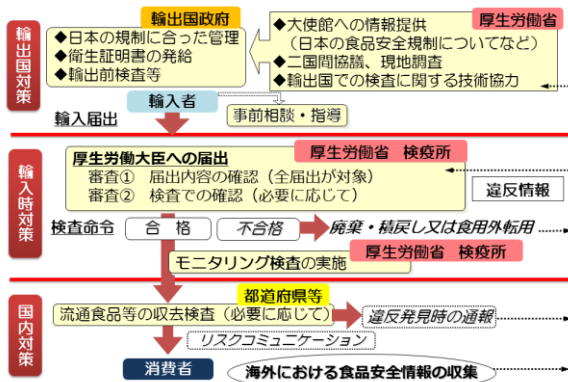 輸出国対策
輸出国政府
◆日本の規制に合った管理
◆衛生証明書の発給
◆輸出前検査等
厚生労働省
◆大使館への情報提供
（日本の食品安全規制についてなど）
◆二国間協議、現地調査
◆輸出国での検査に関する技術協力
輸入者
輸入届出
事前相談・指導
輸入時対策
厚生労働省 検疫所
厚生労働大臣への届出
審査① 届出内容の確認（全届出が対象）
審査② 検査での確認（必要に応じて）
違反情報
検査命令
合 格
不合格
廃棄・積戻し又は食用外転用
厚生労働省 検疫所
モニタリング検査の実施
国内対策
都道府県等
流通食品等の収去検査（必要に応じて）
違反発見時の通報
リスクコミュニケーション
消費者
海外における食品安全情報の収集